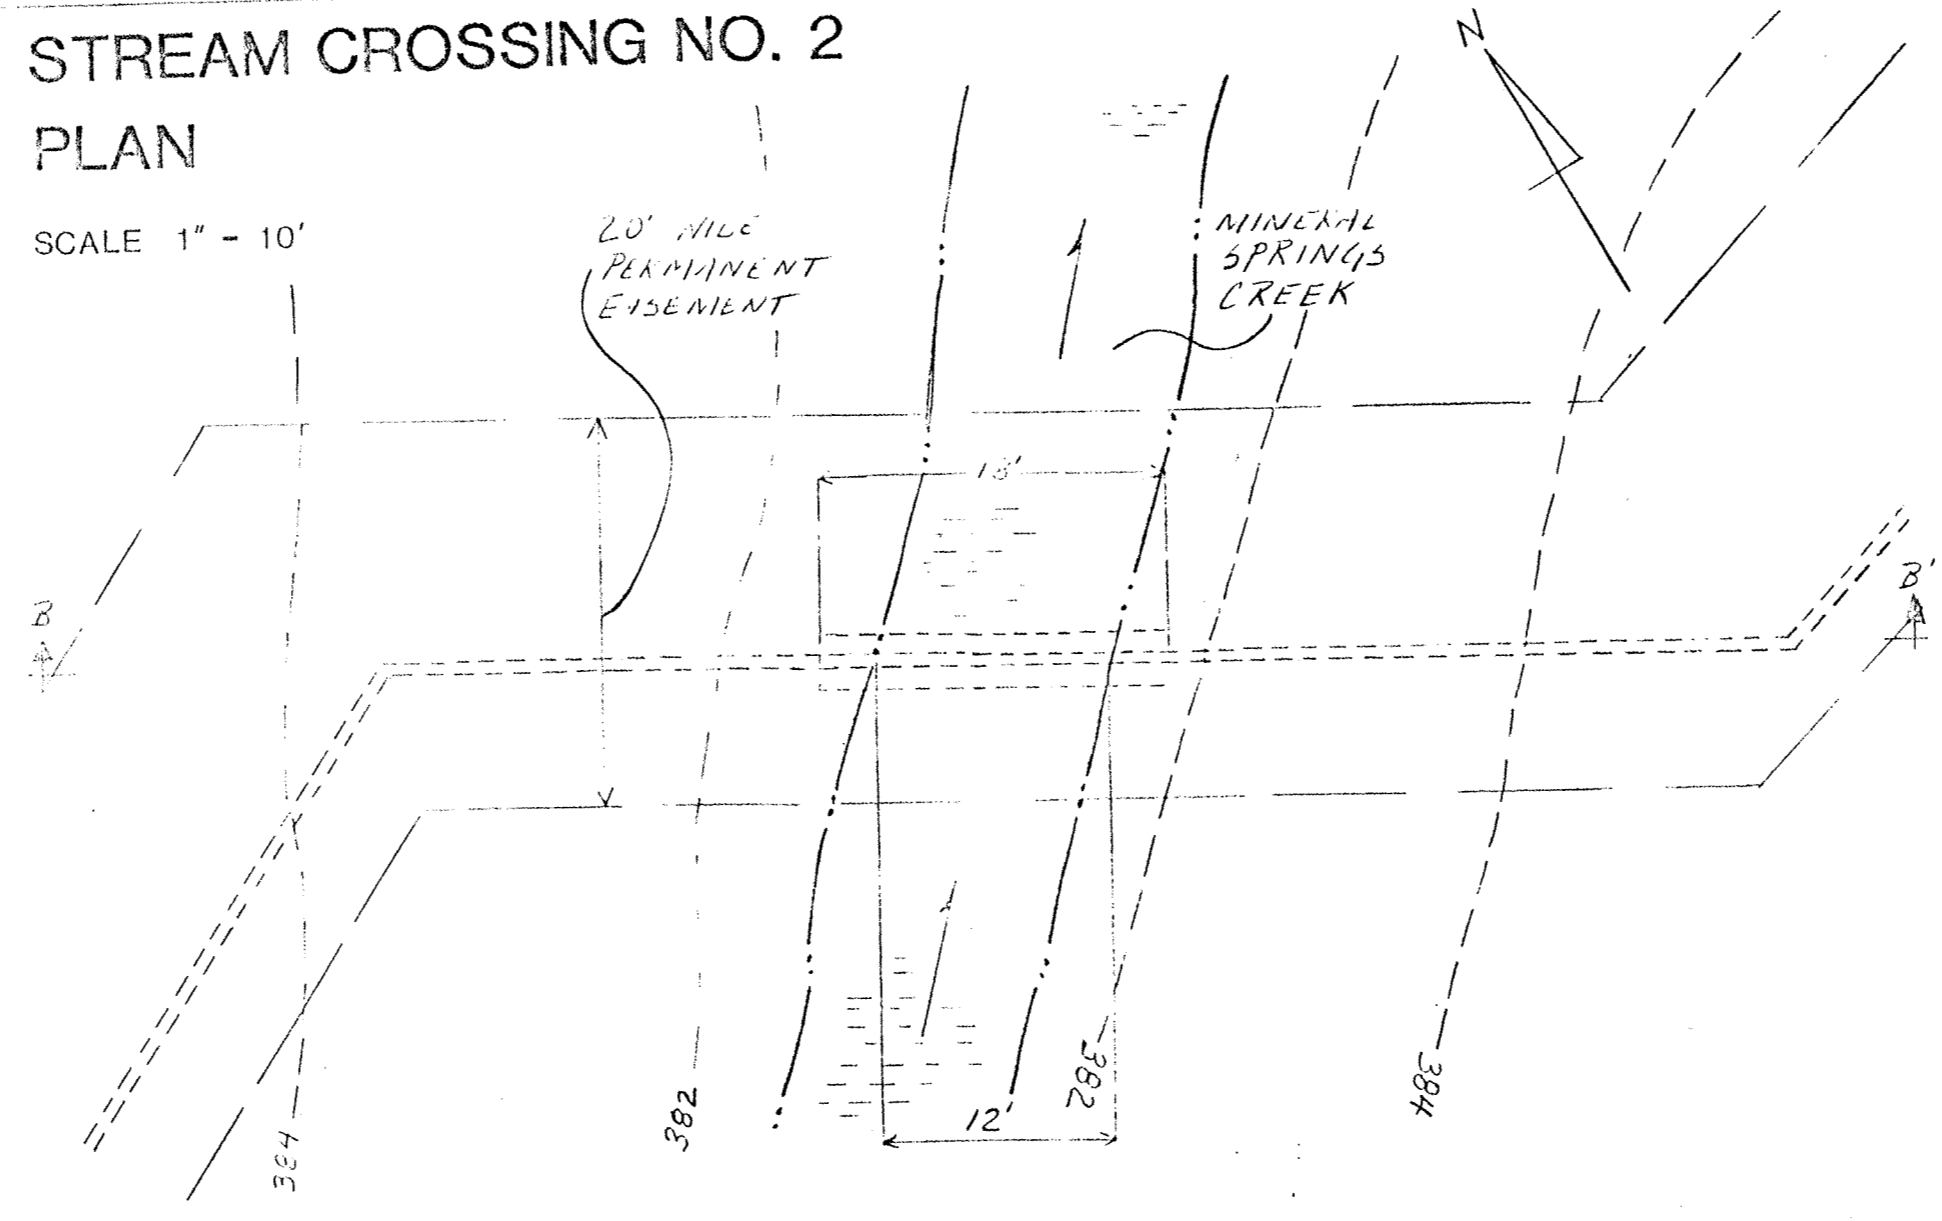 STREAM CROSSING NO. 2
PLAN
SCALE 1" - 10'
N
20' WIDE
PERMANENT
EASEMENT
MINERAL
SPRINGS
CREEK
18'
B
B'
12'
384
382
382
384